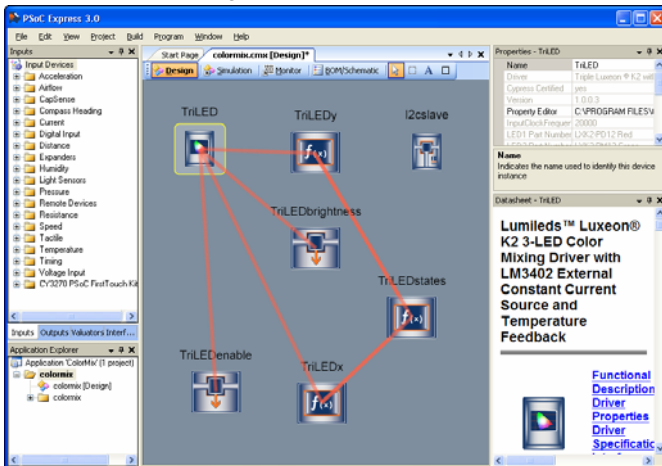 PSoC Express 3.0
File Edit View Project Build Program Window Help
Inputs
Input Devices
Acceleration
Airflow
CapSense
Compass Heading
Current
Digital Input
Distance
Expanders
Humidity
Light Sensors
Pressure
Remote Devices
Resistance
Speed
Tactile
Temperature
Timing
Voltage Input
CY3270 PSoC FirstTouch Kit
Inputs Outputs Valuators Interf...
Application Explorer
Application 'ColorMix' (1 project)
colormix
colormix [Design]
colormix
Start Page colormix.cmx [Design]*
Design Simulation Monitor BOM/Schematic A
TriLED
TriLEDy
I2cslave
f(x)
TriLEDbrightness
TriLEDstates
f(x)
TriLEDenable
TriLEDx
f(x)
Properties - TriLED
Name TriLED
Driver Triple Luxeon ® K2 with
Cypress Certified yes
Version 1.0.0.3
Property Editor C:\PROGRAM FILES\
InputClockFrequer 20000
LED1 Part Number LXK2-PD12 Red
Name
Indicates the name used to identify this device
instance
Datasheet - TriLED
Lumileds™ Luxeon®
K2 3-LED Color
Mixing Driver with
LM3402 External
Constant Current
Source and
Temperature
Feedback
Functional
Description
Driver
Properties
Driver
Specificatic